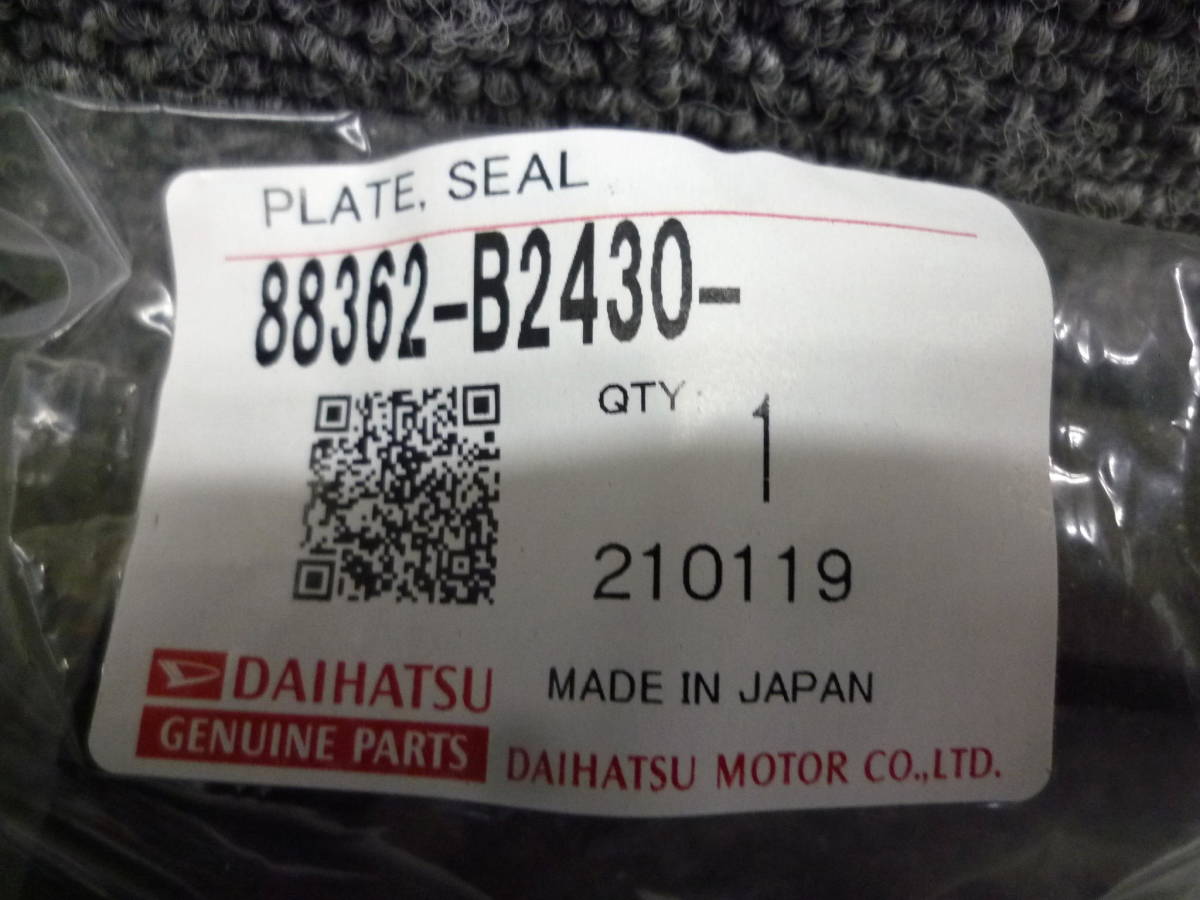 PLATE, SEAL
88362-B2430-
QTY 1
210119
DAIHATSU
GENUINE PARTS
MADE IN JAPAN
DAIHATSU MOTOR CO.,LTD.